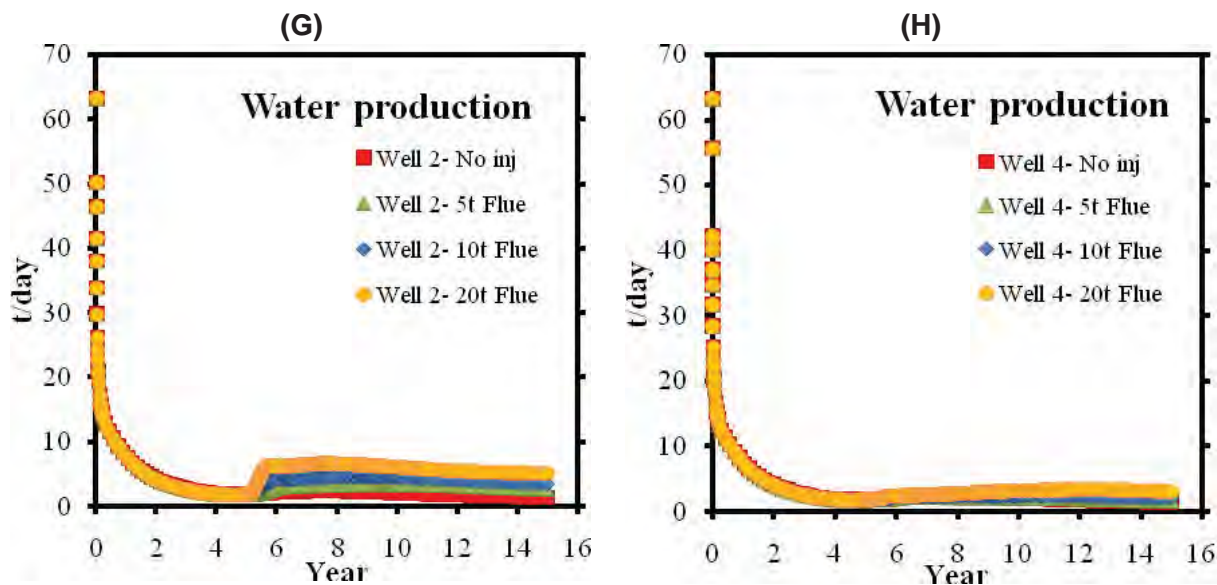 (G)
70
60
50
40
30
20
10
0
t/day
Water production
Well 2- No inj
Well 2- 5t Flue
Well 2- 10t Flue
Well 2- 20t Flue
0 2 4 6 8 10 12 14 16
Year
(H)
70
60
50
40
30
20
10
0
t/day
Water production
Well 4- No inj
Well 4- 5t Flue
Well 4- 10t Flue
Well 4- 20t Flue
0 2 4 6 8 10 12 14 16
Year